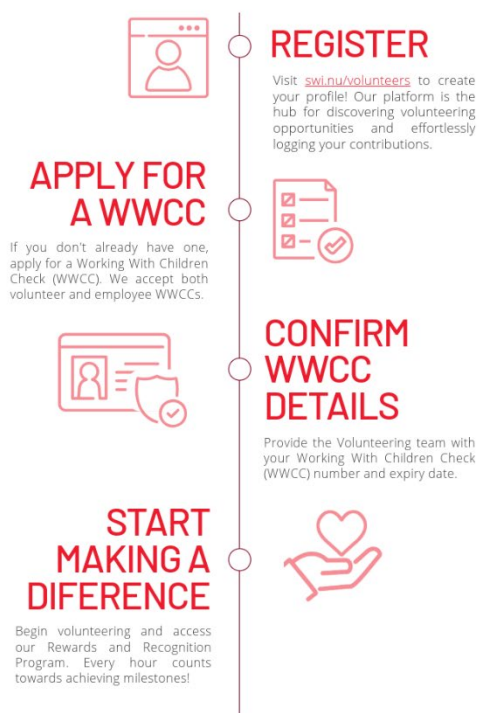 REGISTER
Visit swi.nu/volunteers to create
your profile! Our platform is the
hub for discovering volunteering
opportunities and effortlessly
logging your contributions.
APPLY FOR
A WWCC
If you don't already have one,
apply for a Working With Children
Check (WWCC). We accept both
volunteer and employee WWCCs.
CONFIRM
WWCC
DETAILS
Provide the Volunteering team with
your Working With Children Check
(WWCC) number and expiry date.
START
MAKING A
DIFERENCE
Begin volunteering and access
our Rewards and Recognition
Program. Every hour counts
towards achieving milestones!